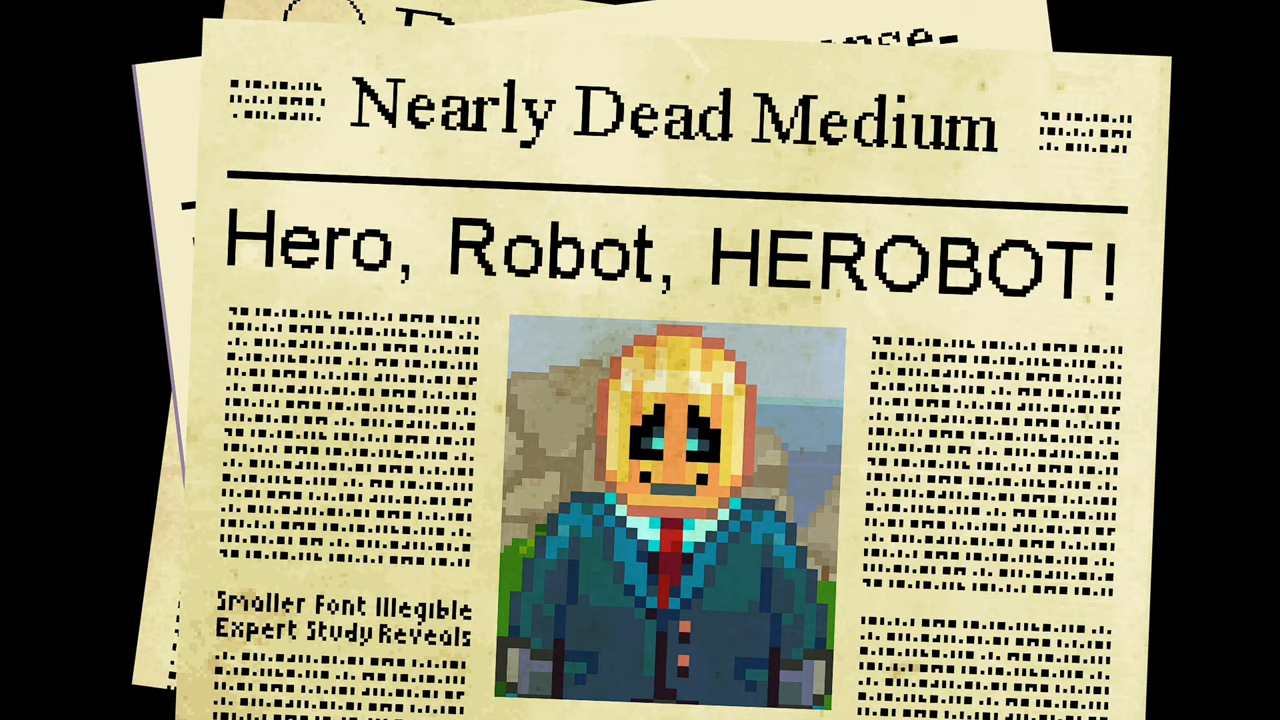 Nearly Dead Medium
Hero, Robot, HEROBOT!
Smaller Font Illegible
Expert Study Reveals